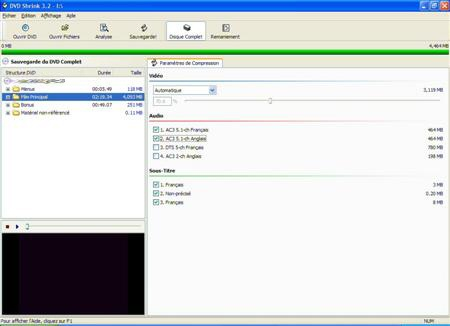 DVD Shrink 3.2 - I:\
Fichier Edition Affichage Aide
Ouvrir DVD Ouvrir Fichiers Analyse Sauvegarde! Disque Complet Remaniement
0 MB 4,464 MB
Sauvegarde du DVD Complet
Structure DVD Durée Taille
Menus 00:05.49 118 MB
Film Principal 02:19.34 4,093 MB
Bonus 00:49.07 251 MB
Matériel non-référencé 0.11 MB
Paramètres de Compression
Vidéo
Automatique 3,119 MB
%
Audio
1. AC3 5.1-ch Français 464 MB
2. AC3 5.1-ch Anglais 464 MB
3. DTS 5-ch Français 780 MB
4. AC3 2-ch Anglais 198 MB
Sous-Titre
1. Français 3 MB
2. Non-précisé 0.20 MB
3. Français 8 MB
Pour afficher l'Aide, cliquez sur F1 NUM